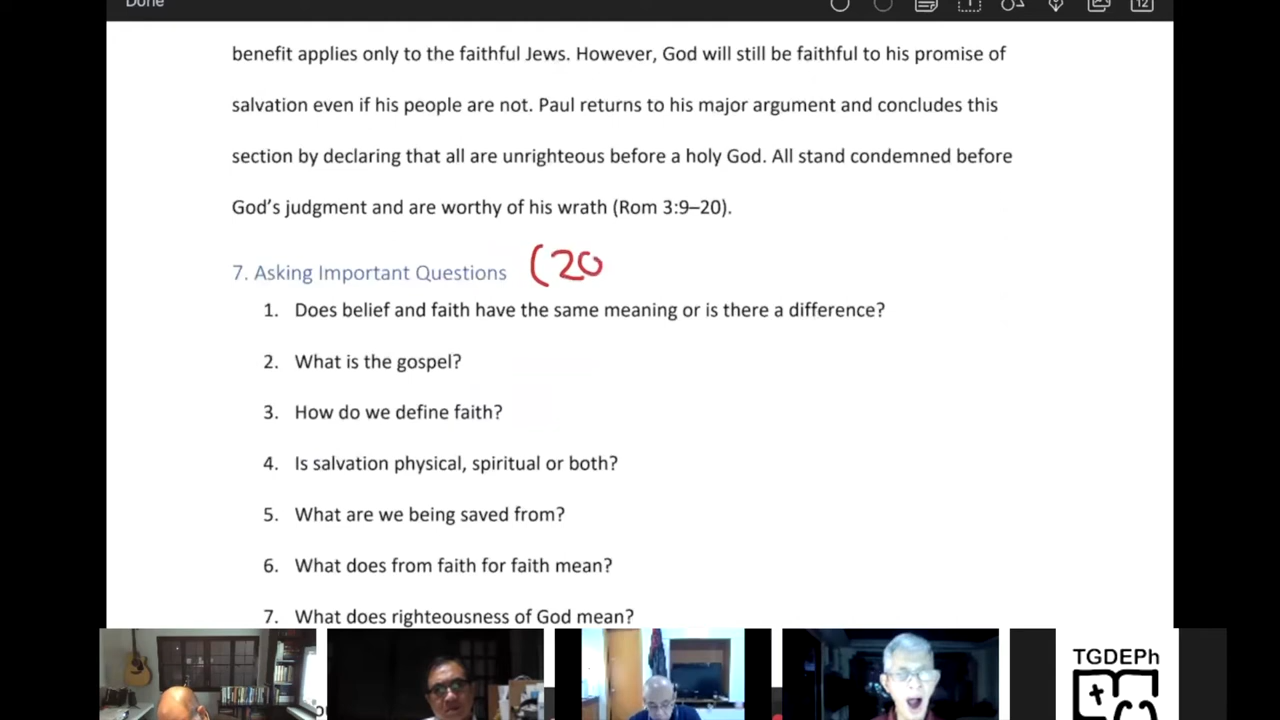 Done
12
benefit applies only to the faithful Jews. However, God will still be faithful to his promise of
salvation even if his people are not. Paul returns to his major argument and concludes this
section by declaring that all are unrighteous before a holy God. All stand condemned before
God’s judgment and are worthy of his wrath (Rom 3:9–20).
7. Asking Important Questions (20
1. Does belief and faith have the same meaning or is there a difference?
2. What is the gospel?
3. How do we define faith?
4. Is salvation physical, spiritual or both?
5. What are we being saved from?
6. What does from faith for faith mean?
7. What does righteousness of God mean?
TGDEPh